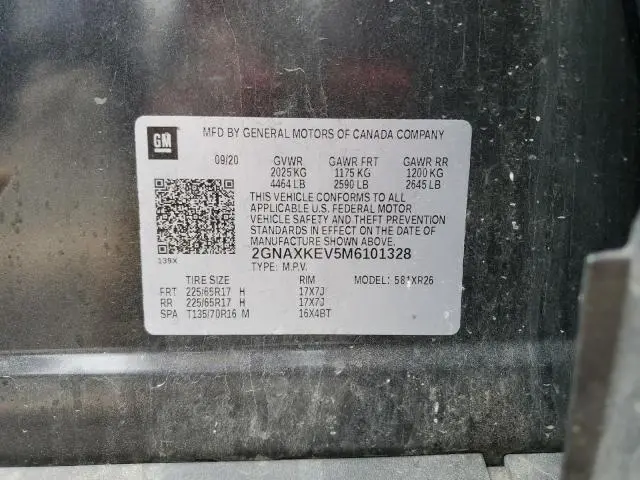 GM
MFD BY GENERAL MOTORS OF CANADA COMPANY
09/20 GVWR GAWR FRT GAWR RR
2025 KG 1175 KG 1200 KG
4464 LB 2590 LB 2645 LB
THIS VEHICLE CONFORMS TO ALL
APPLICABLE U.S. FEDERAL MOTOR
VEHICLE SAFETY AND THEFT PREVENTION
STANDARDS IN EFFECT ON THE DATE OF
MANUFACTURE SHOWN ABOVE.
139X 2GNAXKEV5M6101328
TYPE: M.P.V.
TIRE SIZE RIM MODEL: 581XR26
FRT 225/65R17 H 17X7J
RR 225/65R17 H 17X7J
SPA T135/70R16 M 16X4BT